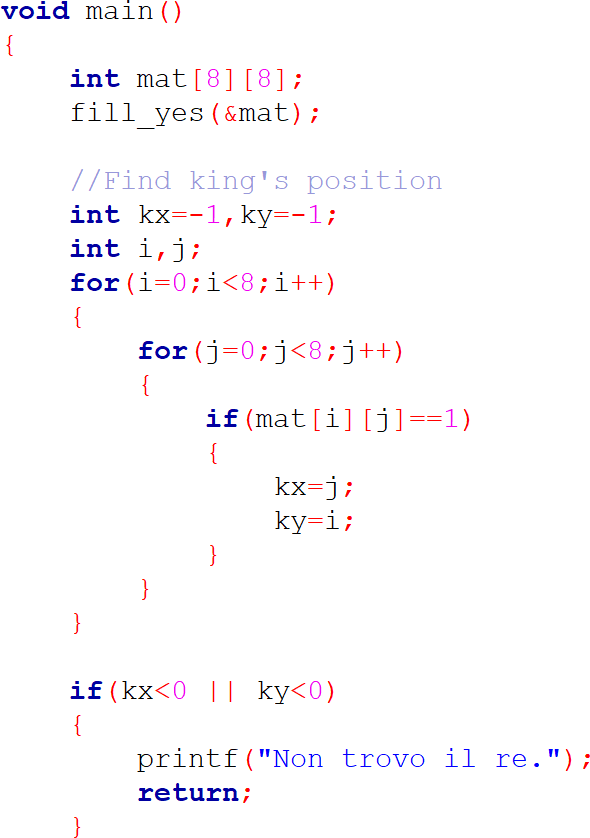 void main()
{
    int mat[8][8];
    fill_yes(&mat);

    //Find king's position
    int kx=-1,ky=-1;
    int i,j;
    for(i=0;i<8;i++)
    {
        for(j=0;j<8;j++)
        {
            if(mat[i][j]==1)
            {
                kx=j;
                ky=i;
            }
        }
    }

    if(kx<0 || ky<0)
    {
        printf("Non trovo il re.");
        return;
    }